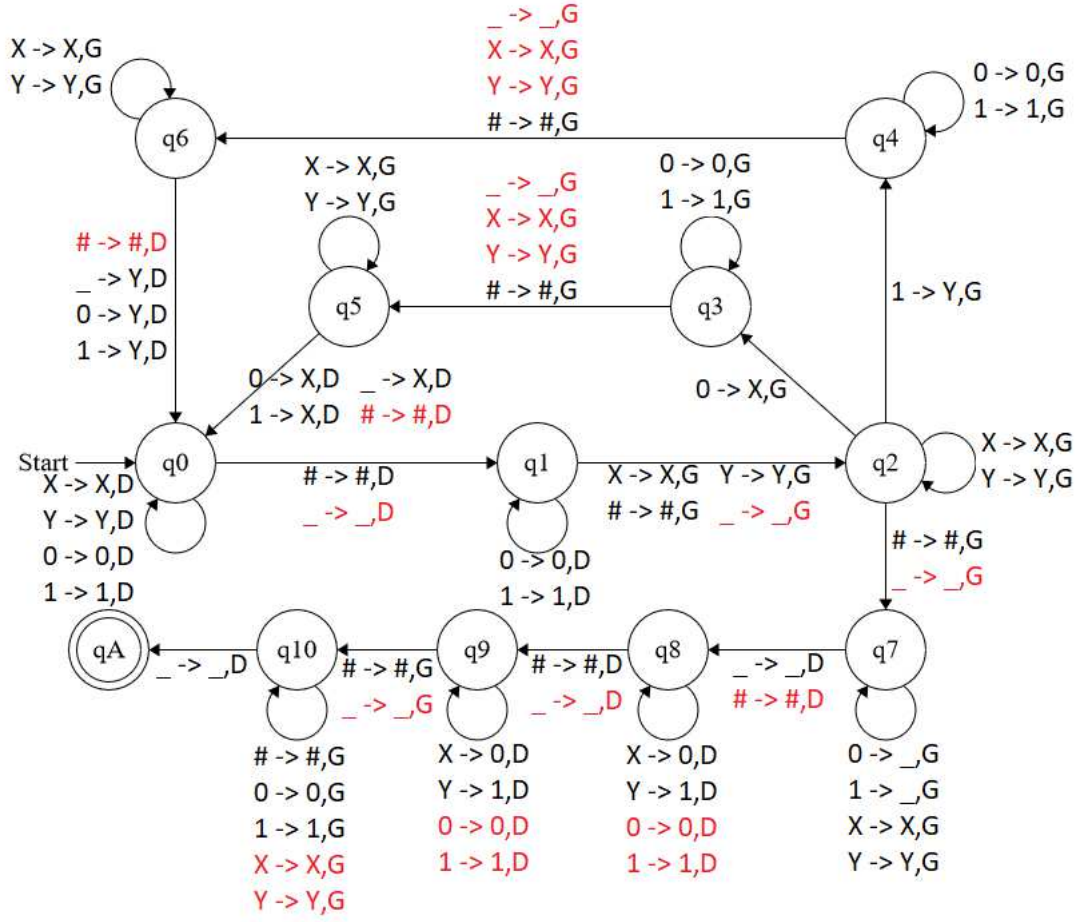 _ -> _,G
X -> X,G
Y -> Y,G
# -> #,G
X -> X,G
Y -> Y,G
q6
q4
0 -> 0,G
1 -> 1,G
X -> X,G
Y -> Y,G
_ -> _,G
X -> X,G
Y -> Y,G
# -> #,G
0 -> 0,G
1 -> 1,G
# -> #,D
_ -> Y,D
0 -> Y,D
1 -> Y,D
q5
q3
1 -> Y,G
0 -> X,D _ -> X,D
1 -> X,D # -> #,D
0 -> X,G
Start
q0
# -> #,D
_ -> _,D
q1
X -> X,G Y -> Y,G
# -> #,G _ -> _,G
q2
X -> X,G
Y -> Y,G
X -> X,D
Y -> Y,D
0 -> 0,D
1 -> 1,D
0 -> 0,D
1 -> 1,D
# -> #,G
_ -> _,G
qA
_ -> _,D
q10
# -> #,G
_ -> _,G
q9
# -> #,D
_ -> _,D
q8
_ -> _,D
# -> #,D
q7
# -> #,G
0 -> 0,G
1 -> 1,G
X -> X,G
Y -> Y,G
X -> 0,D
Y -> 1,D
0 -> 0,D
1 -> 1,D
X -> 0,D
Y -> 1,D
0 -> 0,D
1 -> 1,D
0 -> _,G
1 -> _,G
X -> X,G
Y -> Y,G